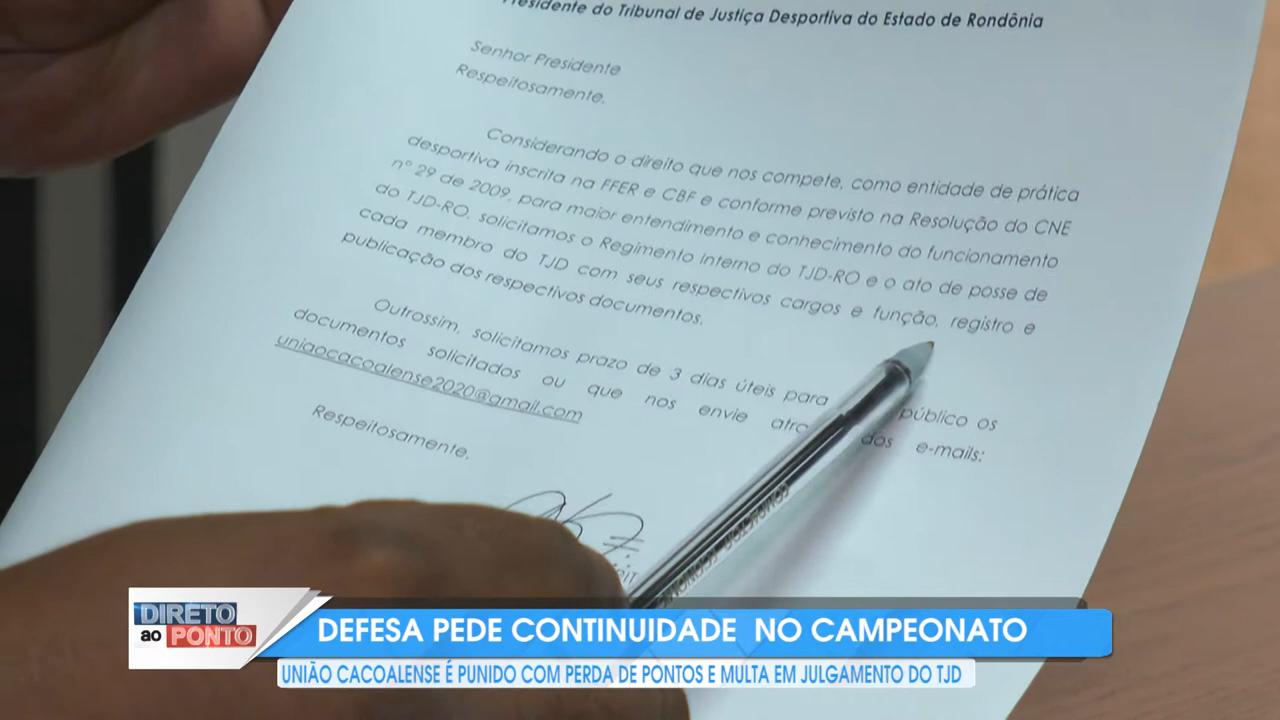 Presidente do Tribunal de Justiça Desportiva do Estado de Rondônia
Senhor Presidente
Respeitosamente,
Considerando o direito que nos compete, como entidade de prática
desportiva inscrita na FFER e CBF e conforme previsto na Resolução do CNE
nº 29 de 2009, para maior entendimento e conhecimento do funcionamento
do TJD-RO, solicitamos o Regimento Interno do TJD-RO e o ato de posse de
cada membro do TJD com seus respectivos cargos e função, registro e
publicação dos respectivos documentos.
Outrossim, solicitamos prazo de 3 dias úteis para público os
documentos solicitados ou que nos envie dos e-mails:
uniaocacoalense2020@gmail.com
Respeitosamente,
COMPACTOR ECONOMIC
DIRETO
ao PONTO
DEFESA PEDE CONTINUIDADE NO CAMPEONATO
UNIÃO CACOALENSE É PUNIDO COM PERDA DE PONTOS E MULTA EM JULGAMENTO DO TJD